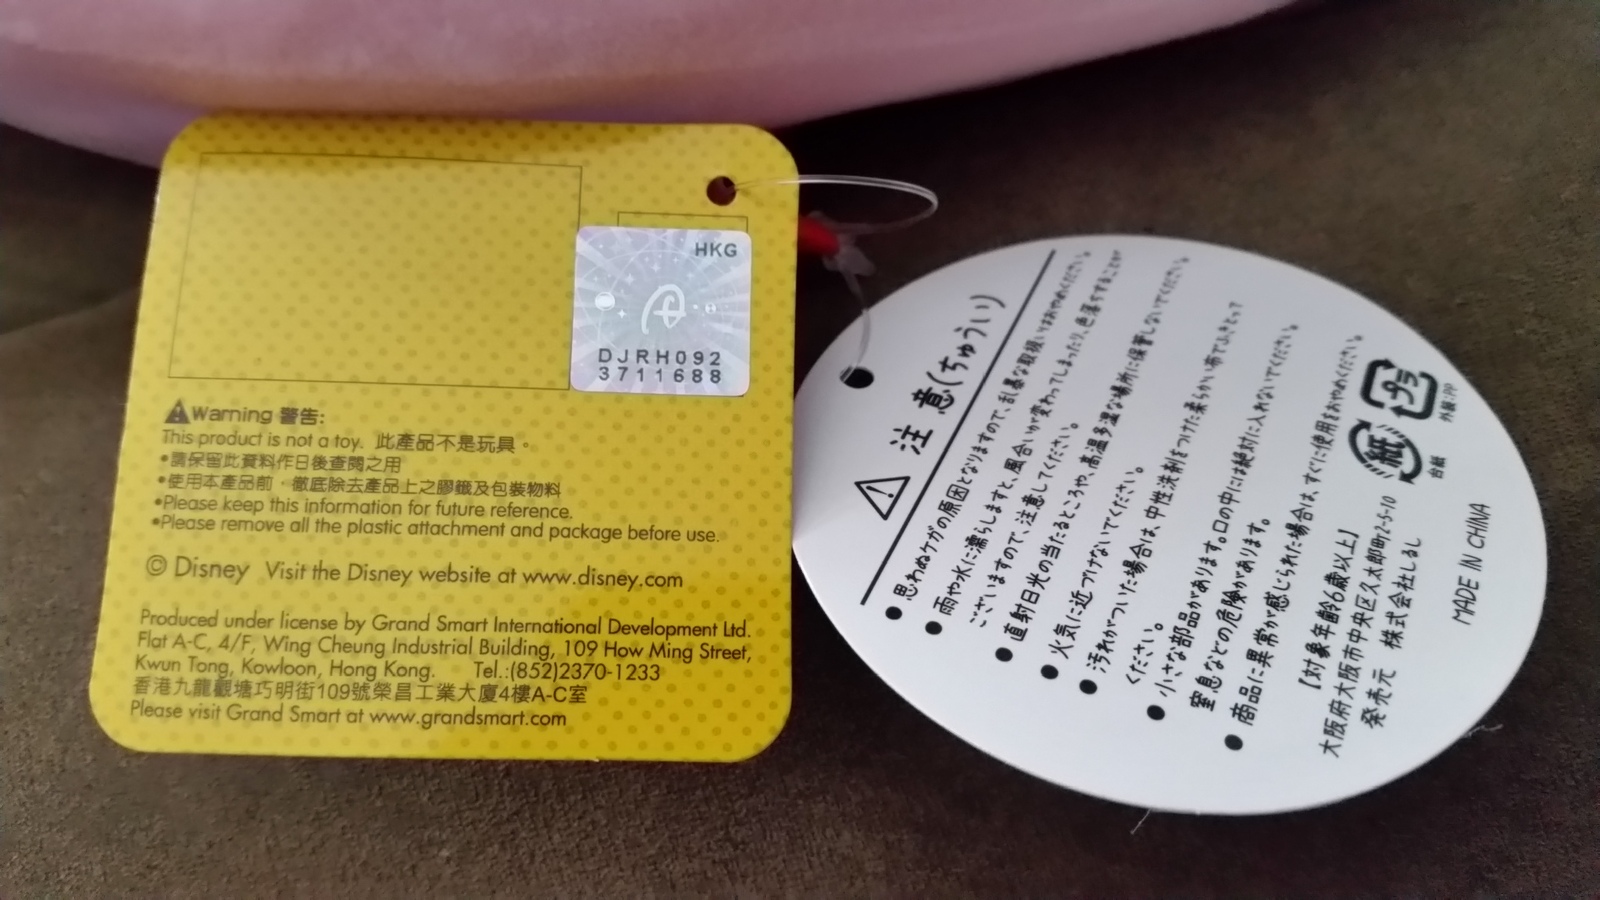 HKG
DJRH092
3711688
Warning 警告:
This product is not a toy. 此產品不是玩具。
•請保留此資料作日後查閱之用
•使用本產品前，徹底除去產品上之膠籤及包裝物料
•Please keep this information for future reference.
•Please remove all the plastic attachment and package before use.
© Disney Visit the Disney website at www.disney.com
Produced under license by Grand Smart International Development Ltd.
Flat A-C, 4/F, Wing Cheung Industrial Building, 109 How Ming Street,
Kwun Tong, Kowloon, Hong Kong. Tel.:(852)2370-1233
香港九龍觀塘巧明街109號榮昌工業大廈4樓A-C室
Please visit Grand Smart at www.grandsmart.com
注意(ちゅうい)
●思わぬケガの原因となりますので、乱暴な取扱いはおやめください。
●雨や水に濡らしますと、風合いが変わってしまったり、色落ちすることが
ございますので、注意してください。
●直射日光の当たるところや、高温多湿な場所に保管しないでください。
●火気に近づけないでください。
●汚れがついた場合は、中性洗剤をつけた柔らかい布でふきとって
ください。
●小さな部品があります。口の中には絶対に入れないでください。
窒息などの危険があります。
●商品に異常が感じられた場合は、すぐに使用をおやめください。
【対象年齢6歳以上】
大阪府大阪市中央区久太郎町2-5-10
発売元 株式会社しるし
プラ
外装:PP
紙
台紙
MADE IN CHINA